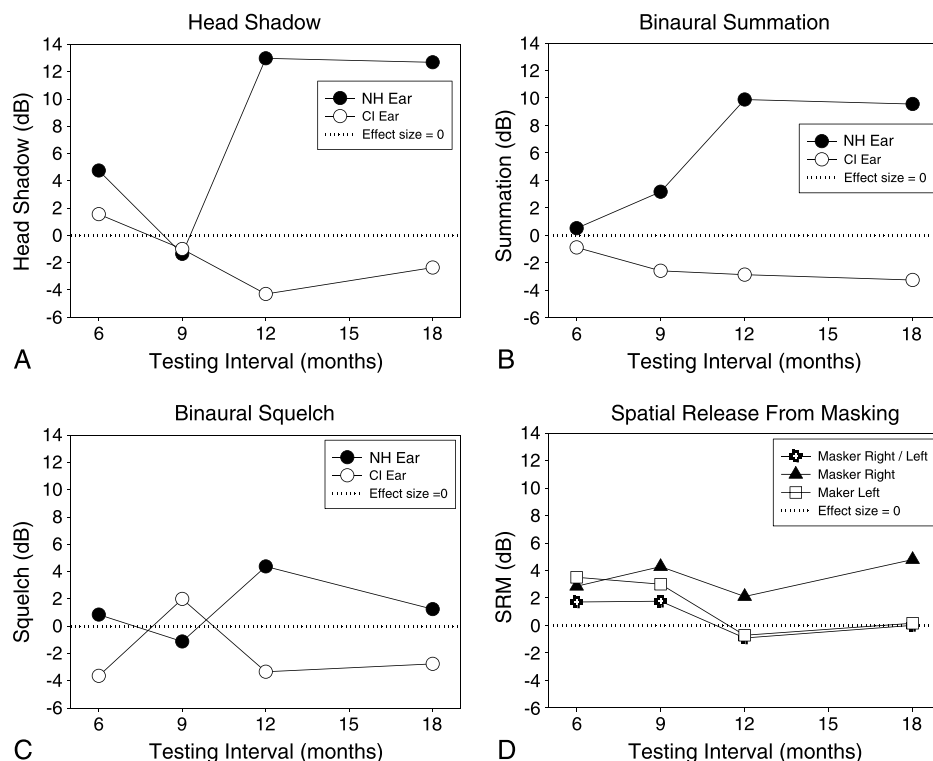 Head Shadow
14
12
10
8
6
4
2
0
-2
-4
-6
Head Shadow (dB)
NH Ear
CI Ear
Effect size = 0
6 9 12 15 18
Testing Interval (months)
A
Binaural Summation
14
12
10
8
6
4
2
0
-2
-4
-6
Summation (dB)
NH Ear
CI Ear
Effect size = 0
6 9 12 15 18
Testing Interval (months)
B
Binaural Squelch
14
12
10
8
6
4
2
0
-2
-4
-6
Squelch (dB)
NH Ear
CI Ear
Effect size =0
6 9 12 15 18
Testing Interval (months)
C
Spatial Release From Masking
14
12
10
8
6
4
2
0
-2
-4
-6
SRM (dB)
Masker Right / Left
Masker Right
Maker Left
Effect size = 0
6 9 12 15 18
Testing Interval (months)
D